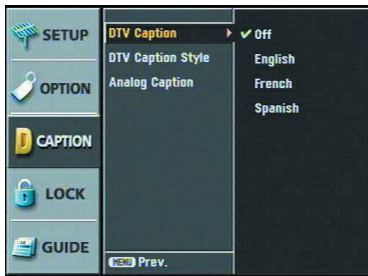 SETUP
OPTION
D CAPTION
LOCK
GUIDE
DTV Caption
DTV Caption Style
Analog Caption
MENU Prev.
Off
English
French
Spanish